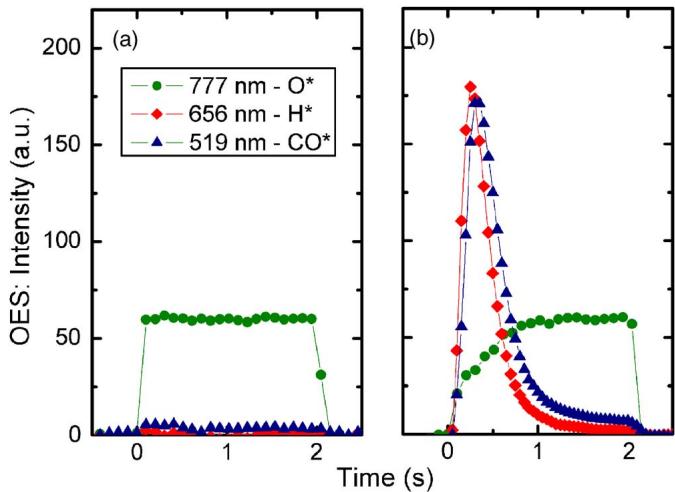 (a)
(b)
777 nm - O*
656 nm - H*
519 nm - CO*
OES: Intensity (a.u.)
200
150
100
50
0
0 1 2
0 1 2
Time (s)